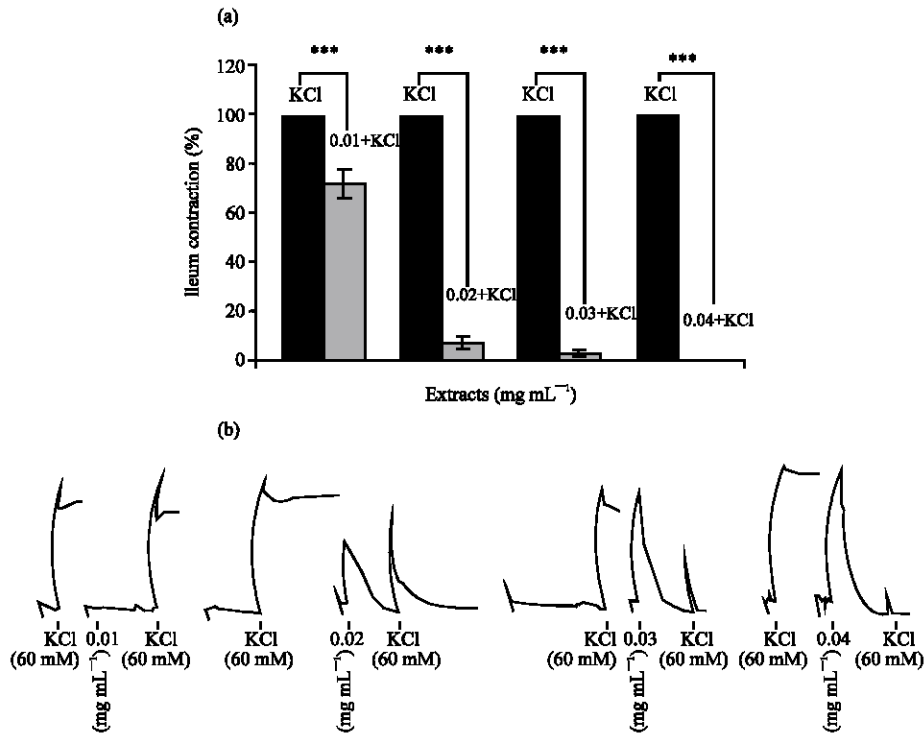 (a)
Ileum contraction (%)
120
100
80
60
40
20
0
*** *** *** ***
KCl KCl KCl KCl
0.01+KCl
0.02+KCl
0.03+KCl
0.04+KCl
Extracts (mg mL⁻¹)
(b)
KCl 0.01 KCl KCl 0.02 KCl KCl 0.03 KCl KCl 0.04 KCl
(60 mM) (mg mL⁻¹) (60 mM) (60 mM) (mg mL⁻¹) (60 mM) (60 mM) (mg mL⁻¹) (60 mM) (60 mM) (mg mL⁻¹) (60 mM)